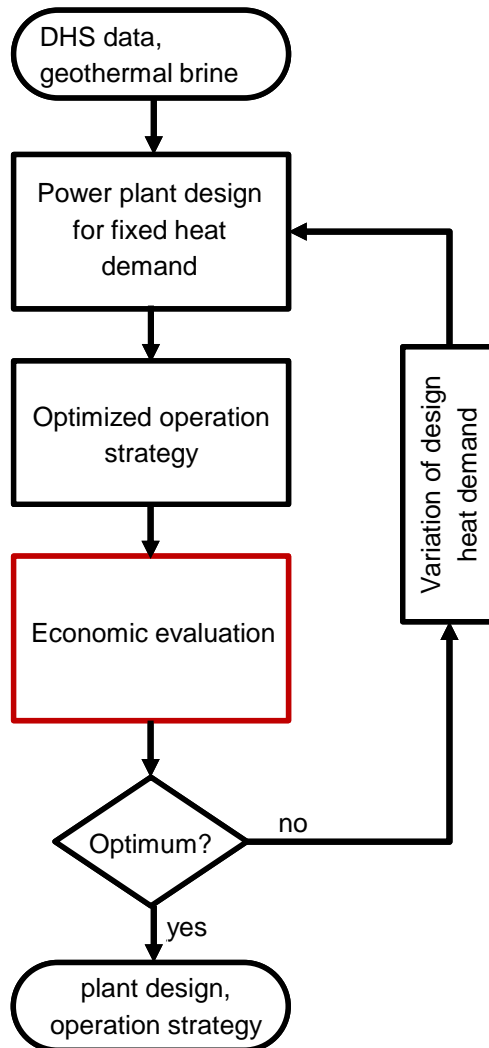 DHS data,
geothermal brine
Power plant design
for fixed heat
demand
Optimized operation
strategy
Variation of design
heat demand
Economic evaluation
Optimum?
no
yes
plant design,
operation strategy